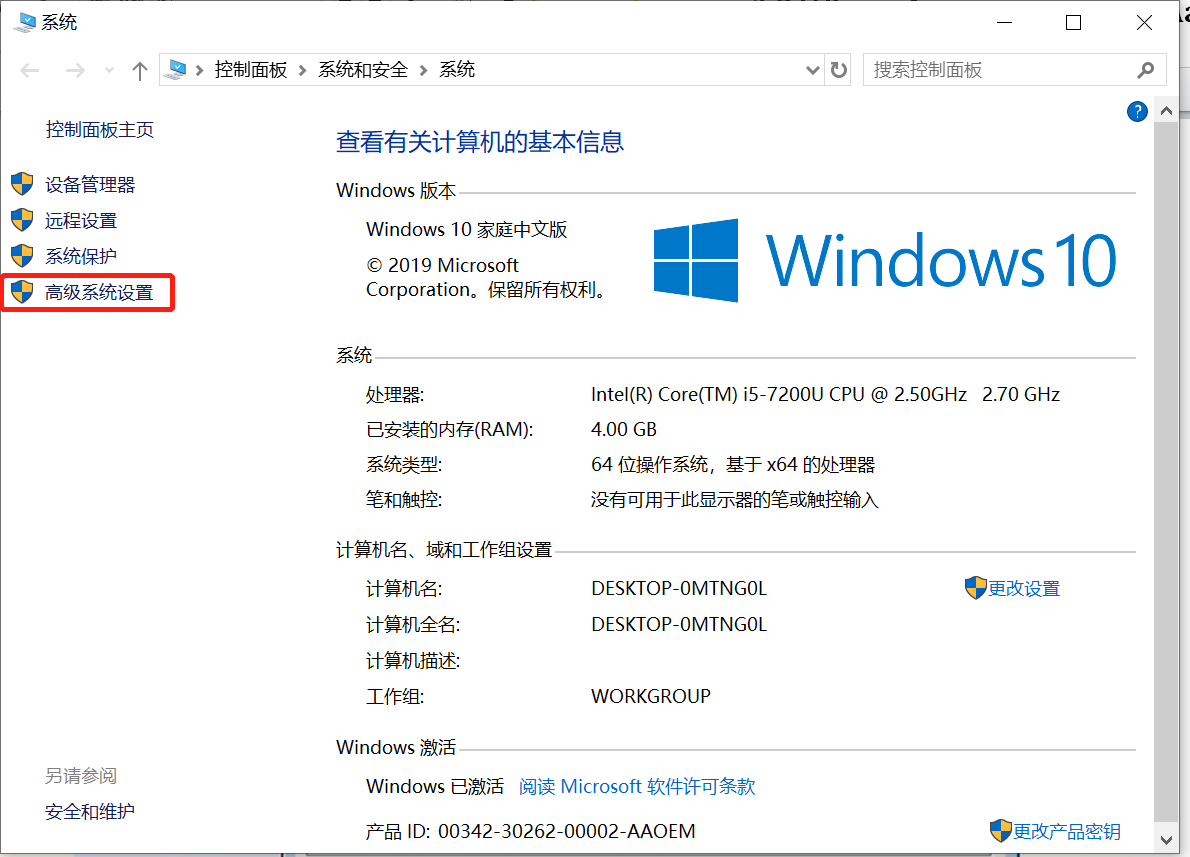 系统
控制面板 系统和安全 系统
搜索控制面板
控制面板主页
设备管理器
远程设置
系统保护
高级系统设置
另请参阅
安全和维护
?
查看有关计算机的基本信息
Windows 版本
Windows 10 家庭中文版
© 2019 Microsoft
Corporation。保留所有权利。
Windows 10
系统
处理器: Intel(R) Core(TM) i5-7200U CPU @ 2.50GHz 2.70 GHz
已安装的内存(RAM): 4.00 GB
系统类型: 64 位操作系统, 基于 x64 的处理器
笔和触控: 没有可用于此显示器的笔或触控输入
计算机名、域和工作组设置
计算机名: DESKTOP-0MTNG0L 更改设置
计算机全名: DESKTOP-0MTNG0L
计算机描述:
工作组: WORKGROUP
Windows 激活
Windows 已激活 阅读 Microsoft 软件许可条款
产品 ID: 00342-30262-00002-AAOEM 更改产品密钥